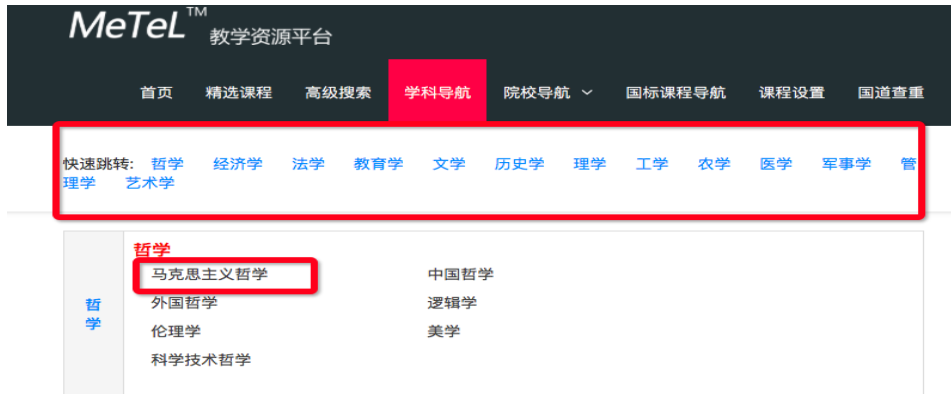 MeTeL™ 教学资源平台
首页 精选课程 高级搜索 学科导航 院校导航 国标课程导航 课程设置 国道查重
快速跳转: 哲学 经济学 法学 教育学 文学 历史学 理学 工学 农学 医学 军事学 管
理学 艺术学
哲学
哲学
马克思主义哲学 中国哲学
外国哲学 逻辑学
伦理学 美学
科学技术哲学